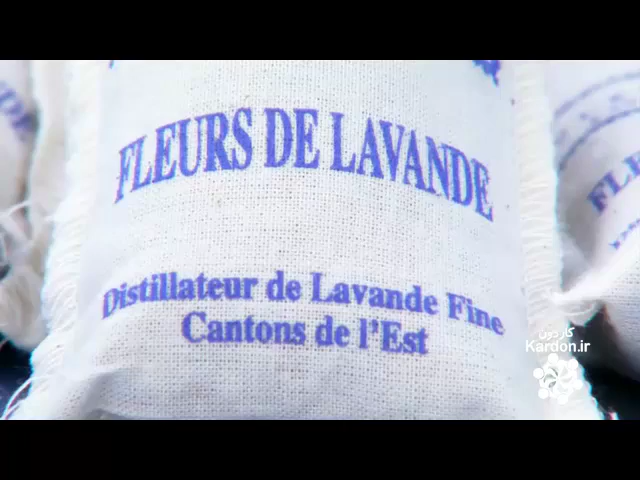 FLEURS DE LAVANDE
Distillateur de Lavande Fine
Cantons de l'Est
کاردون
Kardon.ir